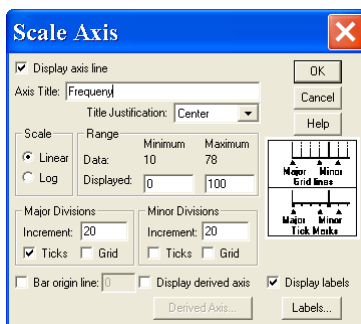 Scale Axis
Display axis line
OK
Axis Title: Frequeny
Cancel
Title Justification: Center
Help
Scale
Range
Minimum Maximum
Linear
Data: 10 78
Log
Displayed: 0 100
Major Minor
Grid lines
Major Minor
Tick Marks
Major Divisions
Minor Divisions
Increment: 20
Increment: 20
Ticks Grid
Ticks Grid
Bar origin line: 0
Display derived axis
Display labels
Derived Axis...
Labels...